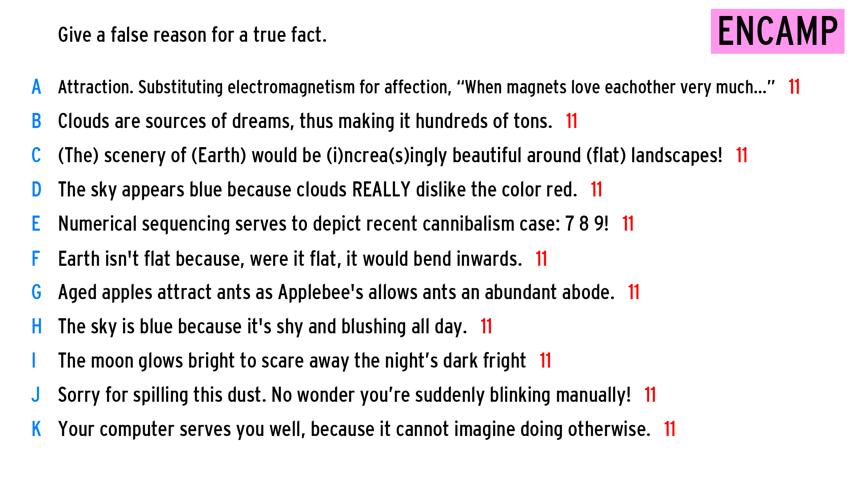 Give a false reason for a true fact.
ENCAMP
A Attraction. Substituting electromagnetism for affection, “When magnets love eachother very much...” 11
B Clouds are sources of dreams, thus making it hundreds of tons. 11
C (The) scenery of (Earth) would be (i)ncrea(s)ingly beautiful around (flat) landscapes! 11
D The sky appears blue because clouds REALLY dislike the color red. 11
E Numerical sequencing serves to depict recent cannibalism case: 7 8 9! 11
F Earth isn't flat because, were it flat, it would bend inwards. 11
G Aged apples attract ants as Applebee's allows ants an abundant abode. 11
H The sky is blue because it's shy and blushing all day. 11
I The moon glows bright to scare away the night’s dark fright 11
J Sorry for spilling this dust. No wonder you’re suddenly blinking manually! 11
K Your computer serves you well, because it cannot imagine doing otherwise. 11